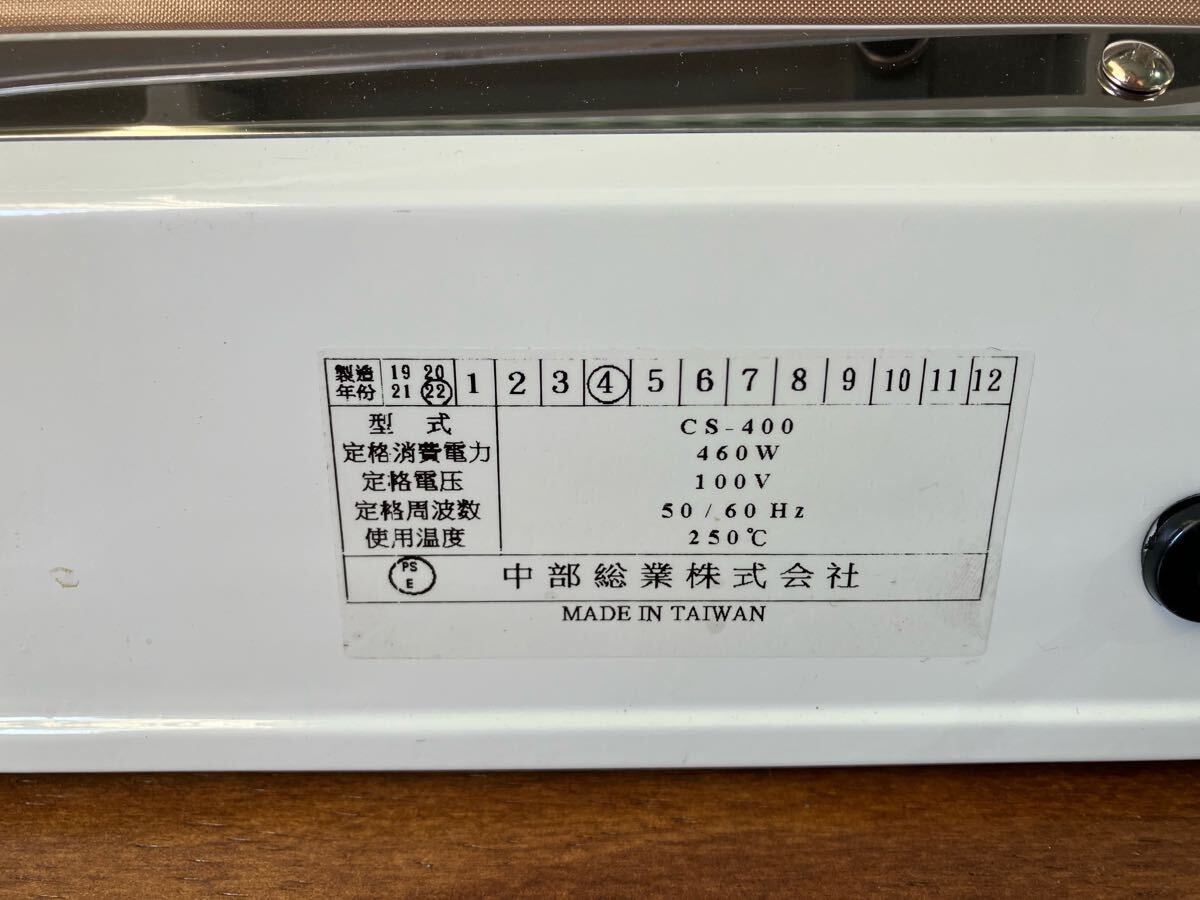 製造 19 20 1 2 3 4 5 6 7 8 9 10 11 12
年份 21 22
型 式 CS-400
定格消費電力 460W
定格電圧 100V
定格周波数 50/60Hz
使用温度 250℃
PS E 中部総業株式会社
MADE IN TAIWAN